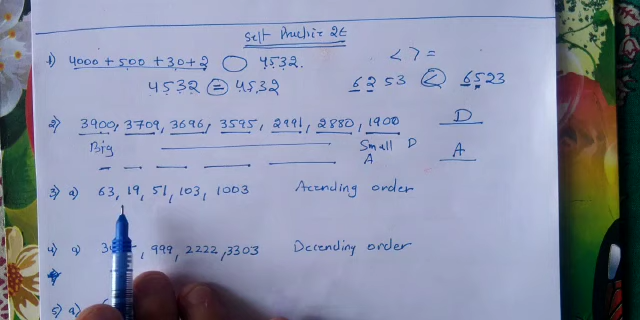 Self Practice 2E
1) 4000 + 500 + 30 + 2 ◯ 4532. < > =
4532 = 4532 6253 < 6523
2) 3900, 3709, 3696, 3595, 2991, 2880, 1900 D
Big Small D A
A
3) a) 63, 19, 51, 103, 1003 Acending order
4) a) , 999, 2222, 3303 Decending order
5) a)